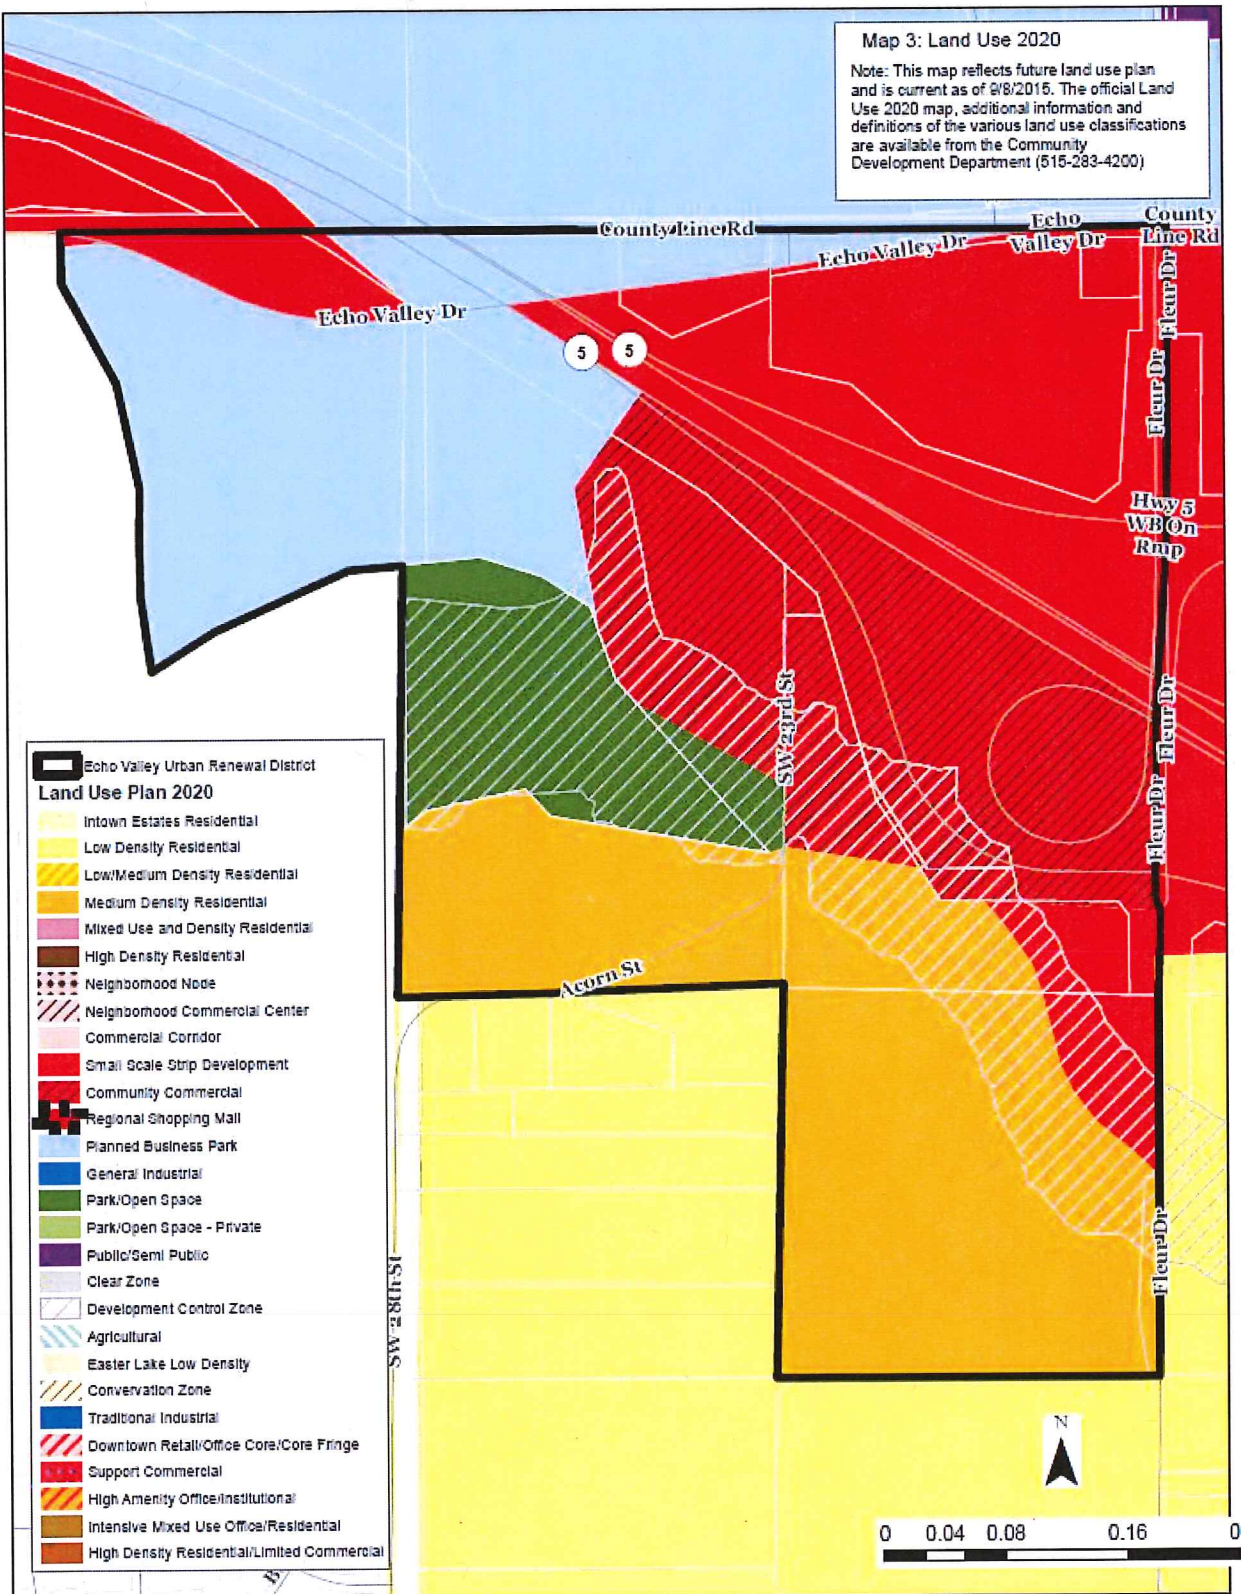 Map 3: Land Use 2020
Note: This map reflects future land use plan
and is current as of 9/8/2015. The official Land
Use 2020 map, additional information and
definitions of the various land use classifications
are available from the Community
Development Department (515-283-4200)
County Line Rd
Echo
Valley Dr
County
Line Rd
Echo Valley Dr
Echo Valley Dr
5
5
Fleur Dr
Fleur Dr
Hwy 5
WB On
Rmp
SW 23rd St
Fleur Dr
Fleur Dr
Acorn St
SW 28th St
Fleur Dr
Echo Valley Urban Renewal District
Land Use Plan 2020
Intown Estates Residential
Low Density Residential
Low/Medium Density Residential
Medium Density Residential
Mixed Use and Density Residential
High Density Residential
Neighborhood Node
Neighborhood Commercial Center
Commercial Corridor
Small Scale Strip Development
Community Commercial
Regional Shopping Mall
Planned Business Park
General Industrial
Park/Open Space
Park/Open Space - Private
Public/Semi Public
Clear Zone
Development Control Zone
Agricultural
Easter Lake Low Density
Convervation Zone
Traditional Industrial
Downtown Retail/Office Core/Core Fringe
Support Commercial
High Amenity Office/Institutional
Intensive Mixed Use Office/Residential
High Density Residential/Limited Commercial
N
0 0.04 0.08 0.16